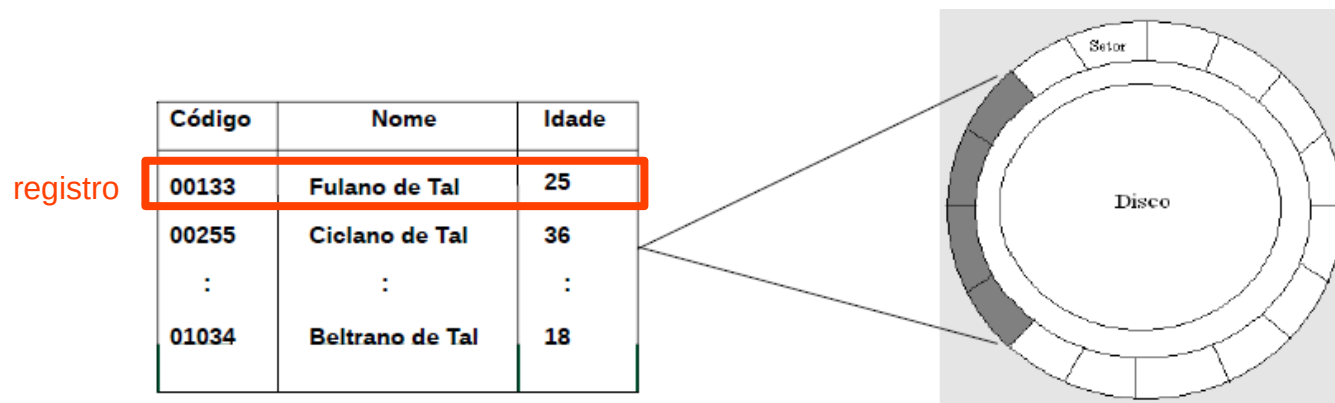 Setor
Código Nome Idade
registro
00133 Fulano de Tal 25
Disco
00255 Ciclano de Tal 36
: : :
01034 Beltrano de Tal 18